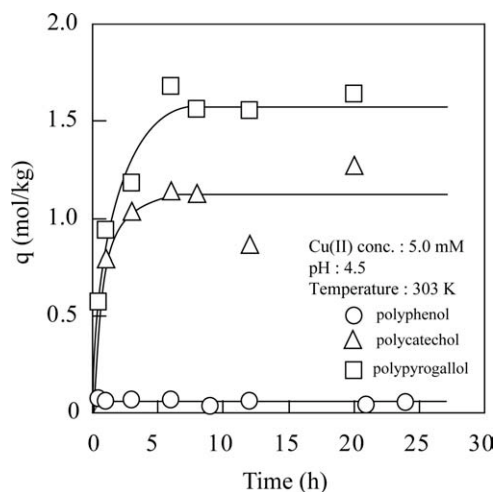 2.0
1.5
1.0
0.5
0
q (mol/kg)
Cu(II) conc. : 5.0 mM
pH : 4.5
Temperature : 303 K
polyphenol
polycatechol
polypyrogallol
0 5 10 15 20 25 30
Time (h)